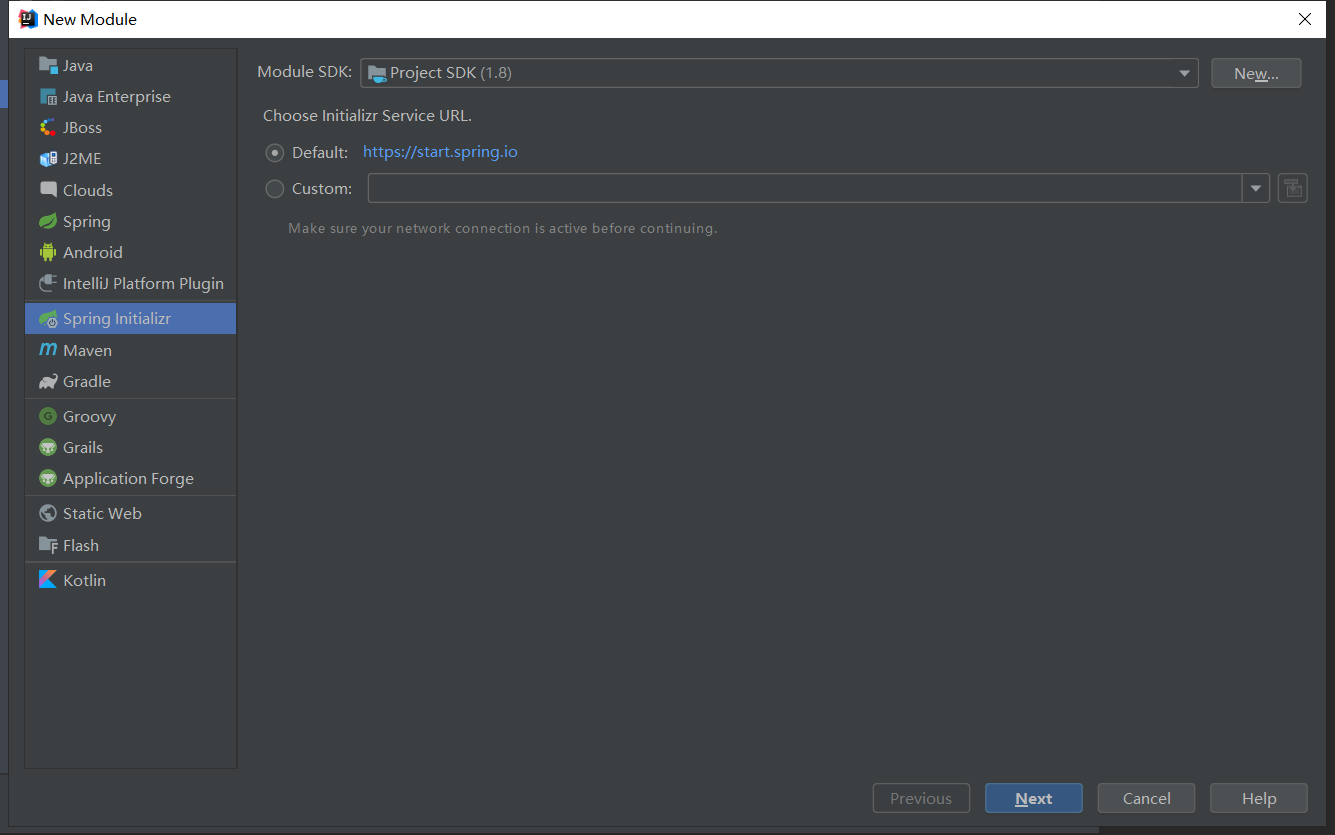 New Module
Java
Java Enterprise
JBoss
J2ME
Clouds
Spring
Android
IntelliJ Platform Plugin
Spring Initializr
Maven
Gradle
Groovy
Grails
Application Forge
Static Web
Flash
Kotlin
Module SDK: Project SDK (1.8) New...
Choose Initializr Service URL.
Default: https://start.spring.io
Custom:
Make sure your network connection is active before continuing.
Previous Next Cancel Help